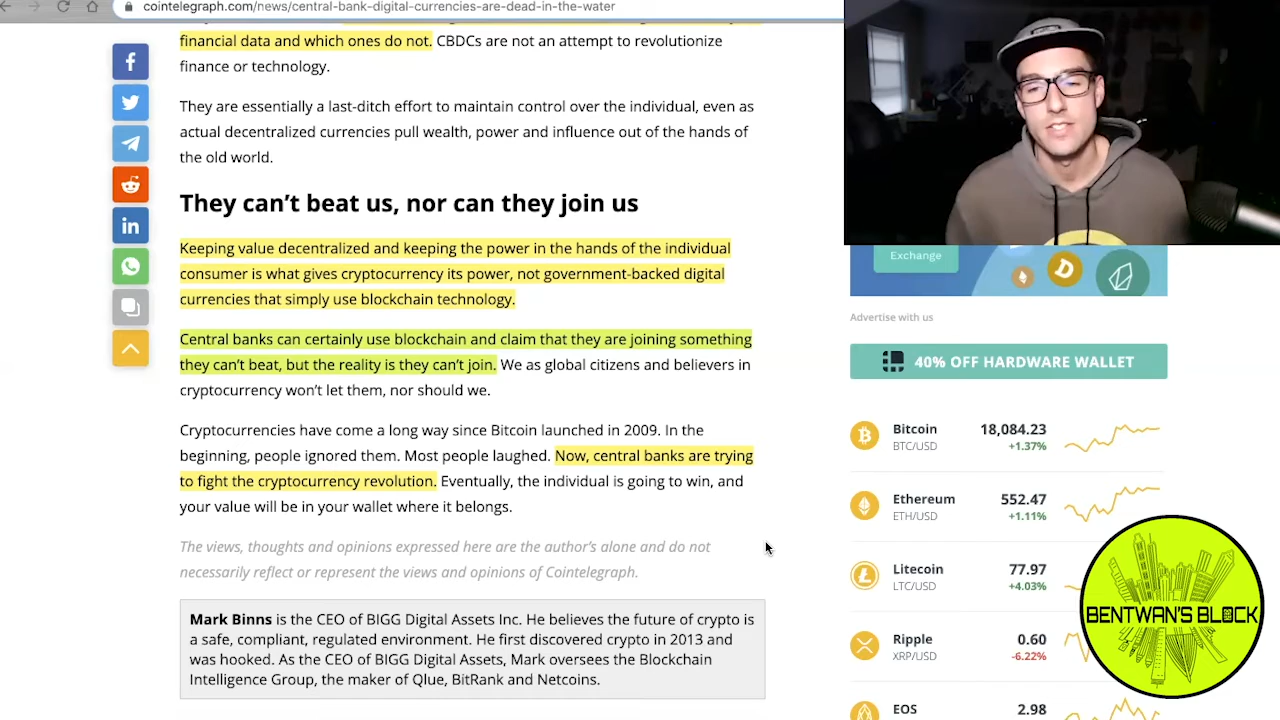 cointelegraph.com/news/central-bank-digital-currencies-are-dead-in-the-water
financial data and which ones do not. CBDCs are not an attempt to revolutionize
finance or technology.
They are essentially a last-ditch effort to maintain control over the individual, even as
actual decentralized currencies pull wealth, power and influence out of the hands of
the old world.
They can't beat us, nor can they join us
Keeping value decentralized and keeping the power in the hands of the individual
consumer is what gives cryptocurrency its power, not government-backed digital
currencies that simply use blockchain technology.
Central banks can certainly use blockchain and claim that they are joining something
they can't beat, but the reality is they can't join. We as global citizens and believers in
cryptocurrency won't let them, nor should we.
Cryptocurrencies have come a long way since Bitcoin launched in 2009. In the
beginning, people ignored them. Most people laughed. Now, central banks are trying
to fight the cryptocurrency revolution. Eventually, the individual is going to win, and
your value will be in your wallet where it belongs.
The views, thoughts and opinions expressed here are the author's alone and do not
necessarily reflect or represent the views and opinions of Cointelegraph.
Mark Binns is the CEO of BIGG Digital Assets Inc. He believes the future of crypto is
a safe, compliant, regulated environment. He first discovered crypto in 2013 and
was hooked. As the CEO of BIGG Digital Assets, Mark oversees the Blockchain
Intelligence Group, the maker of Qlue, BitRank and Netcoins.
Exchange
Advertise with us
40% OFF HARDWARE WALLET
Bitcoin 18,084.23
BTC/USD +1.37%
Ethereum 552.47
ETH/USD +1.11%
Litecoin 77.97
LTC/USD +4.03%
Ripple 0.60
XRP/USD -6.22%
EOS 2.98
BENTWAN'S BLOCK